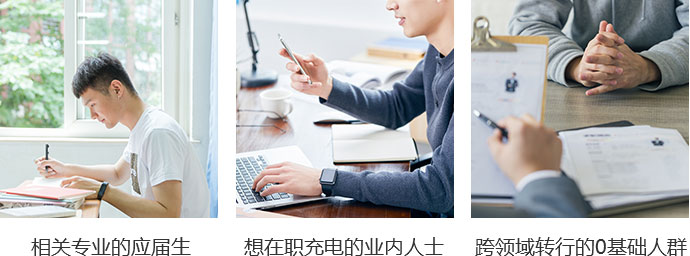 相关专业的应届生
想在职充电的业内人士
跨领域转行的0基础人群